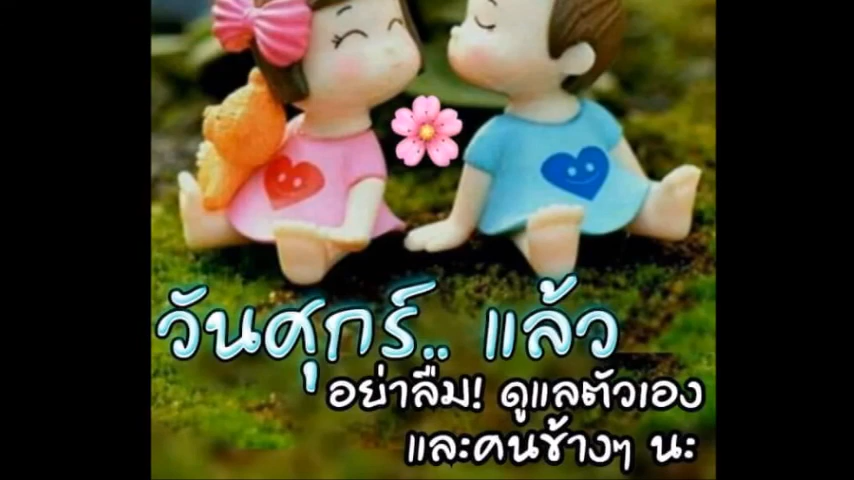 วันศุกร์.. แล้ว
อย่าลืม! ดูแลตัวเอง
และคนข้างๆ นะ